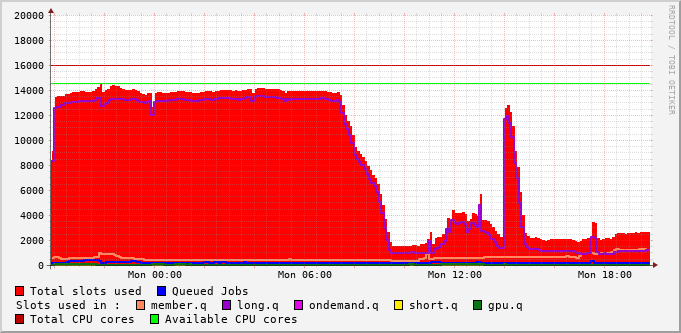 20000
18000
16000
14000
12000
10000
8000
6000
4000
2000
0
Mon 00:00 Mon 06:00 Mon 12:00 Mon 18:00
RRDTOOL / TOBI OETIKER
Total slots used Queued Jobs
Slots used in : member.q long.q ondemand.q short.q gpu.q
Total CPU cores Available CPU cores